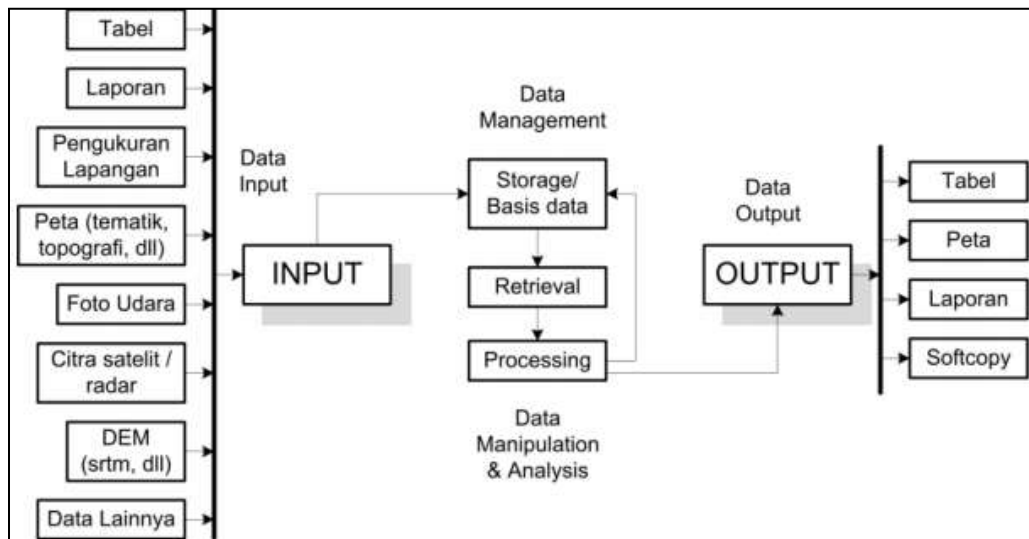 Tabel
Laporan
Pengukuran
Lapangan
Peta (tematik,
topografi, dll)
Foto Udara
Citra satelit /
radar
DEM
(srtm, dll)
Data Lainnya
Data
Input
INPUT
Data
Management
Storage/
Basis data
Retrieval
Processing
Data
Manipulation
& Analysis
Data
Output
OUTPUT
Tabel
Peta
Laporan
Softcopy